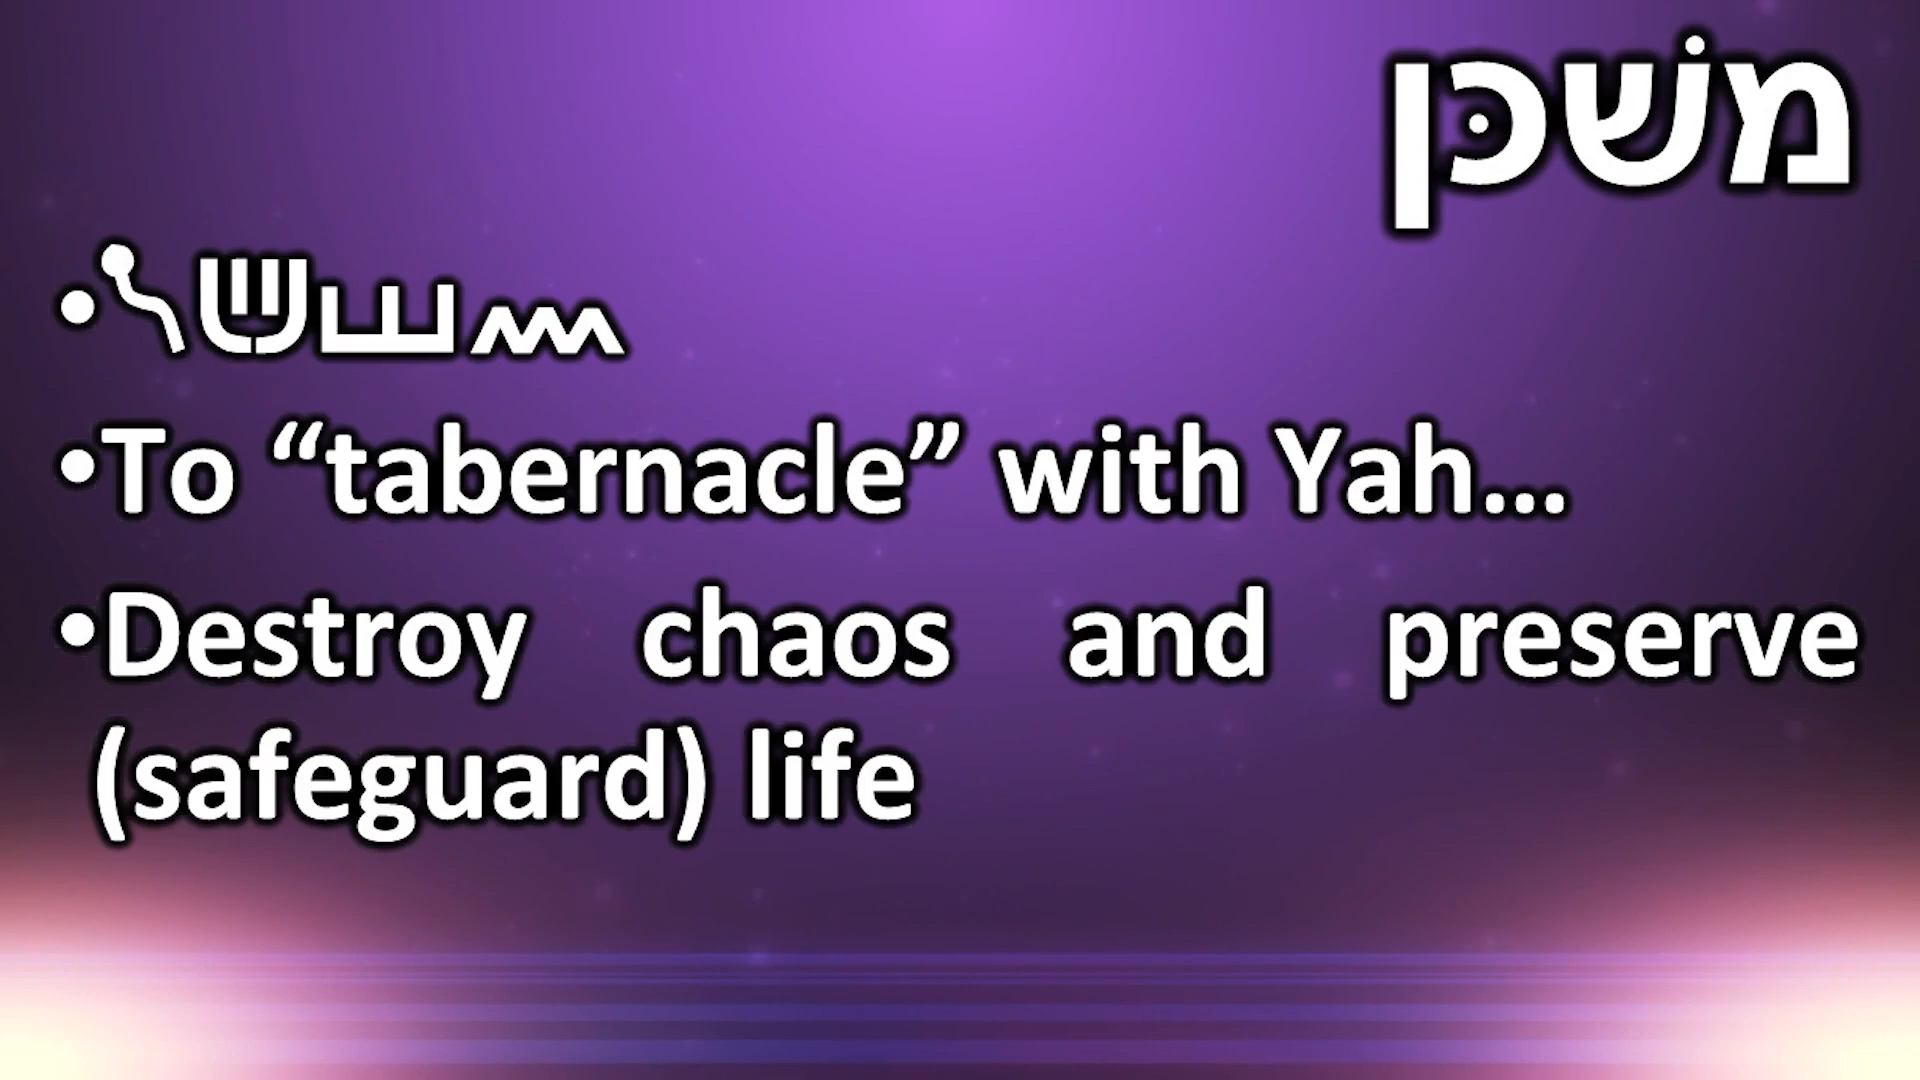 משׁכּן
•To “tabernacle” with Yah...
•Destroy chaos and preserve
(safeguard) life